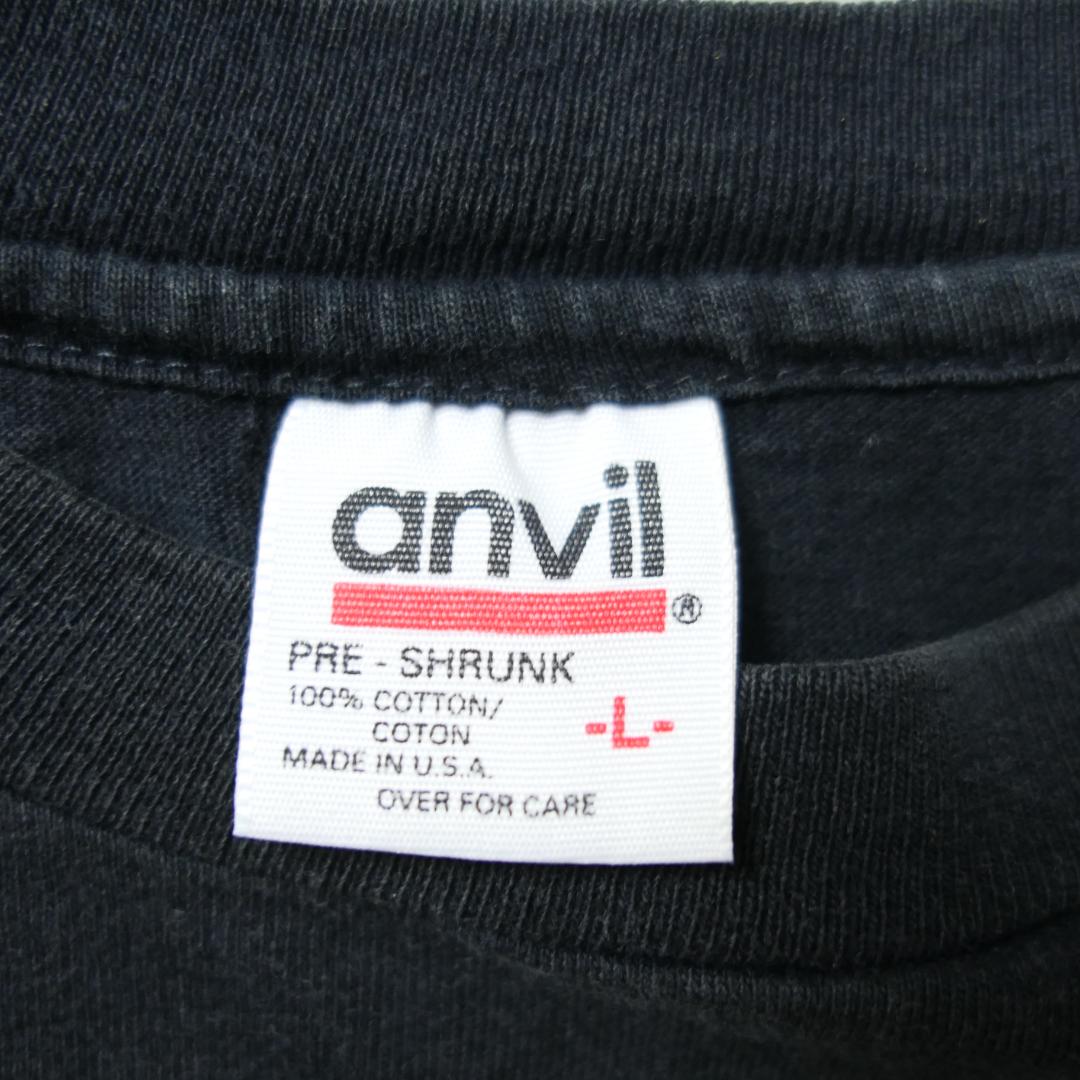 anvil
®
PRE - SHRUNK
100% COTTON/
COTON
-L-
MADE IN U.S.A.
OVER FOR CARE